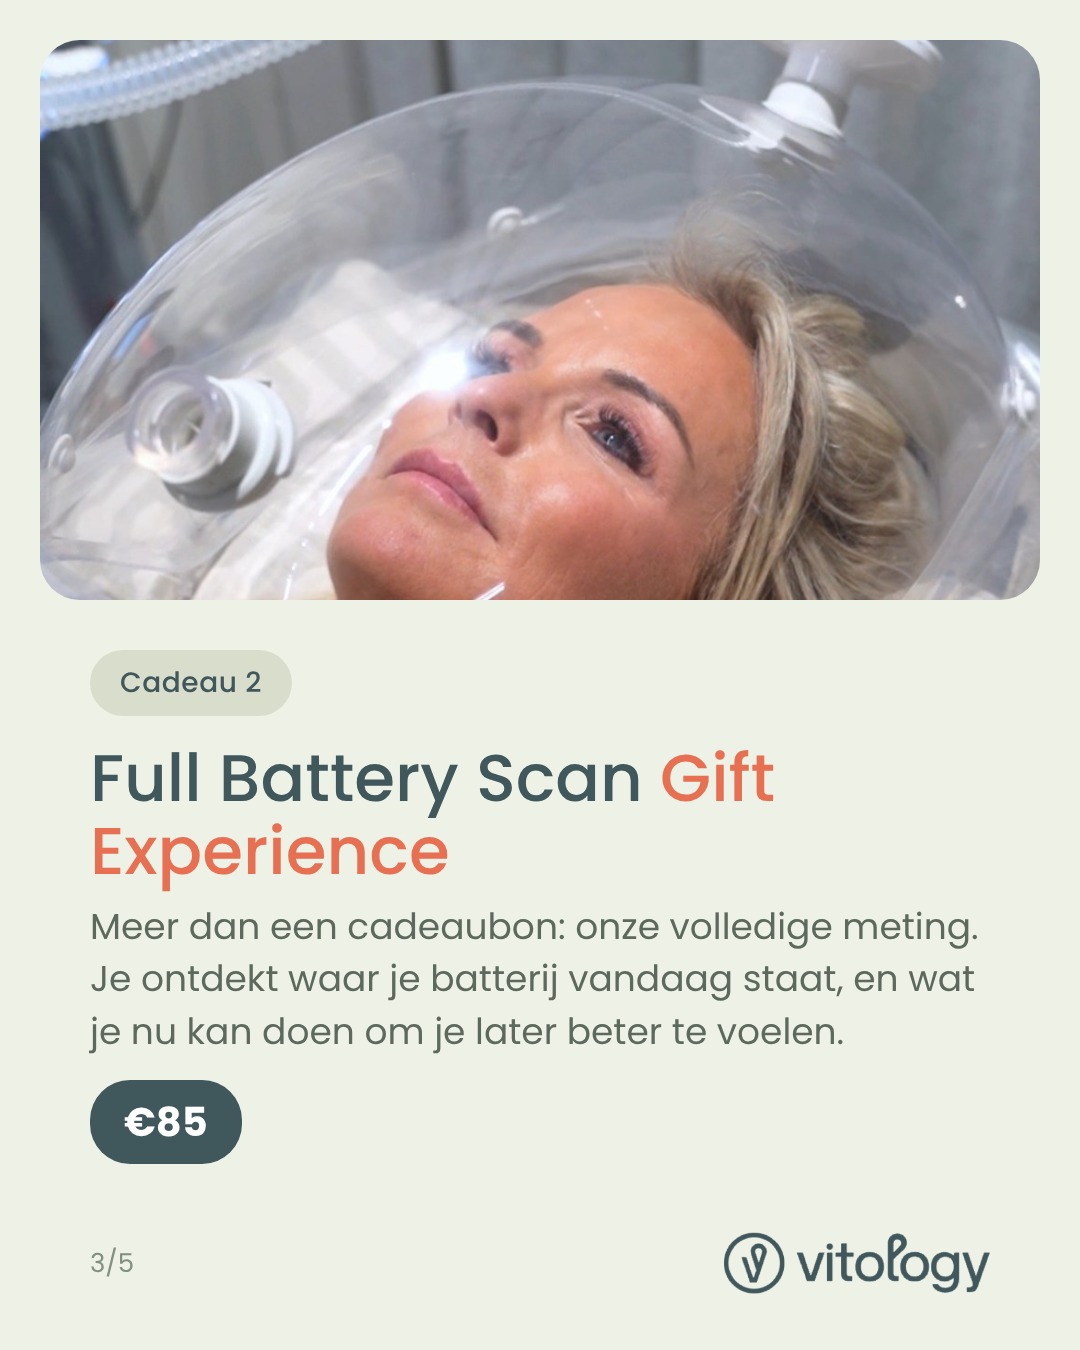 Cadeau 2
Full Battery Scan Gift
Experience
Meer dan een cadeaubon: onze volledige meting.
Je ontdekt waar je batterij vandaag staat, en wat
je nu kan doen om je later beter te voelen.
€85
3/5
vitology